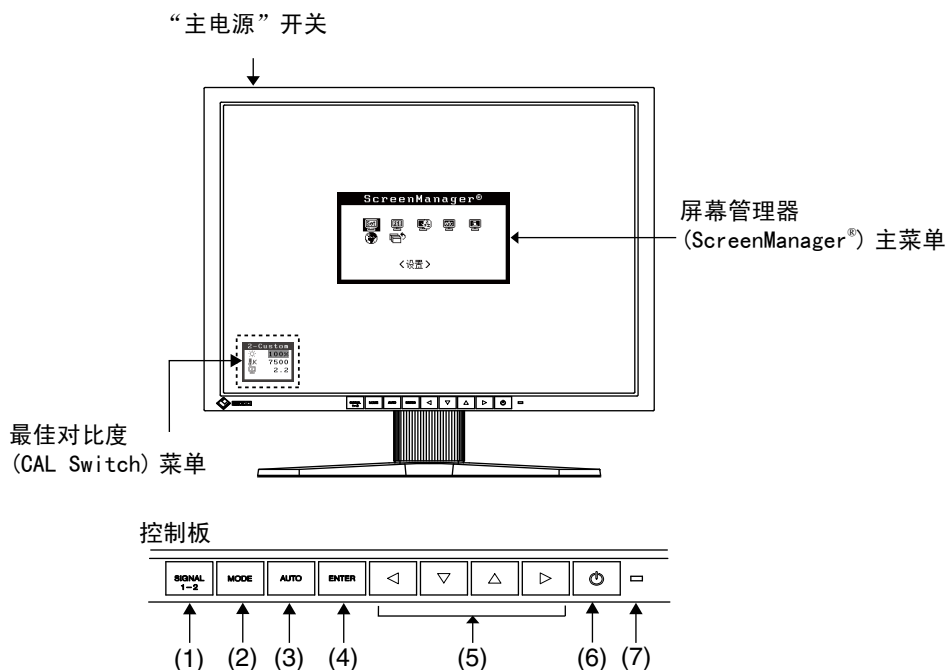 “主电源”开关
ScreenManager®
<设置>
屏幕管理器
(ScreenManager®) 主菜单
2-Custom
100%
K 7500
2.2
最佳对比度
(CAL Switch) 菜单
控制板
SIGNAL 1-2
MODE
AUTO
ENTER
(1) (2) (3) (4) (5) (6) (7)